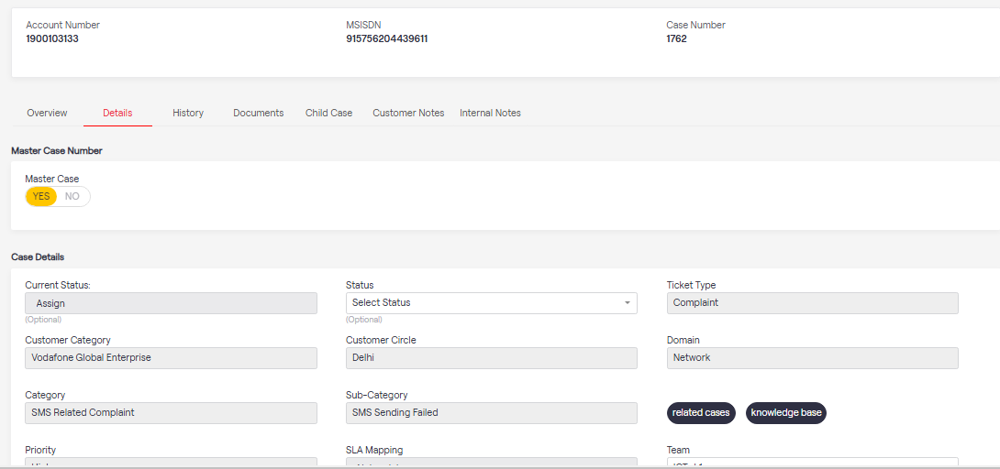 Account Number MSISDN Case Number
1900103133 915756204439611 1762
Overview Details History Documents Child Case Customer Notes Internal Notes
Master Case Number
Master Case
YES NO
Case Details
Current Status: Status Ticket Type
Assign Select Status Complaint
(Optional) (Optional)
Customer Category Customer Circle Domain
Vodafone Global Enterprise Delhi Network
Category Sub-Category
SMS Related Complaint SMS Sending Failed related cases knowledge base
Priority SLA Mapping Team